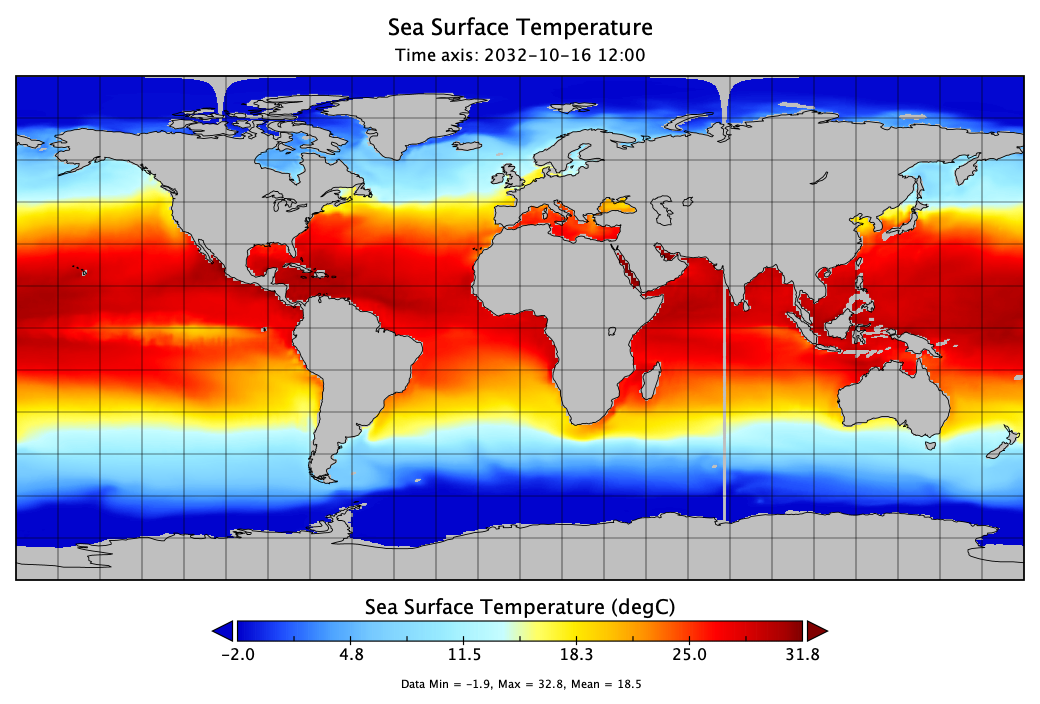 Sea Surface Temperature
Time axis: 2032-10-16 12:00
Sea Surface Temperature (degC)
-2.0 4.8 11.5 18.3 25.0 31.8
Data Min = -1.9, Max = 32.8, Mean = 18.5